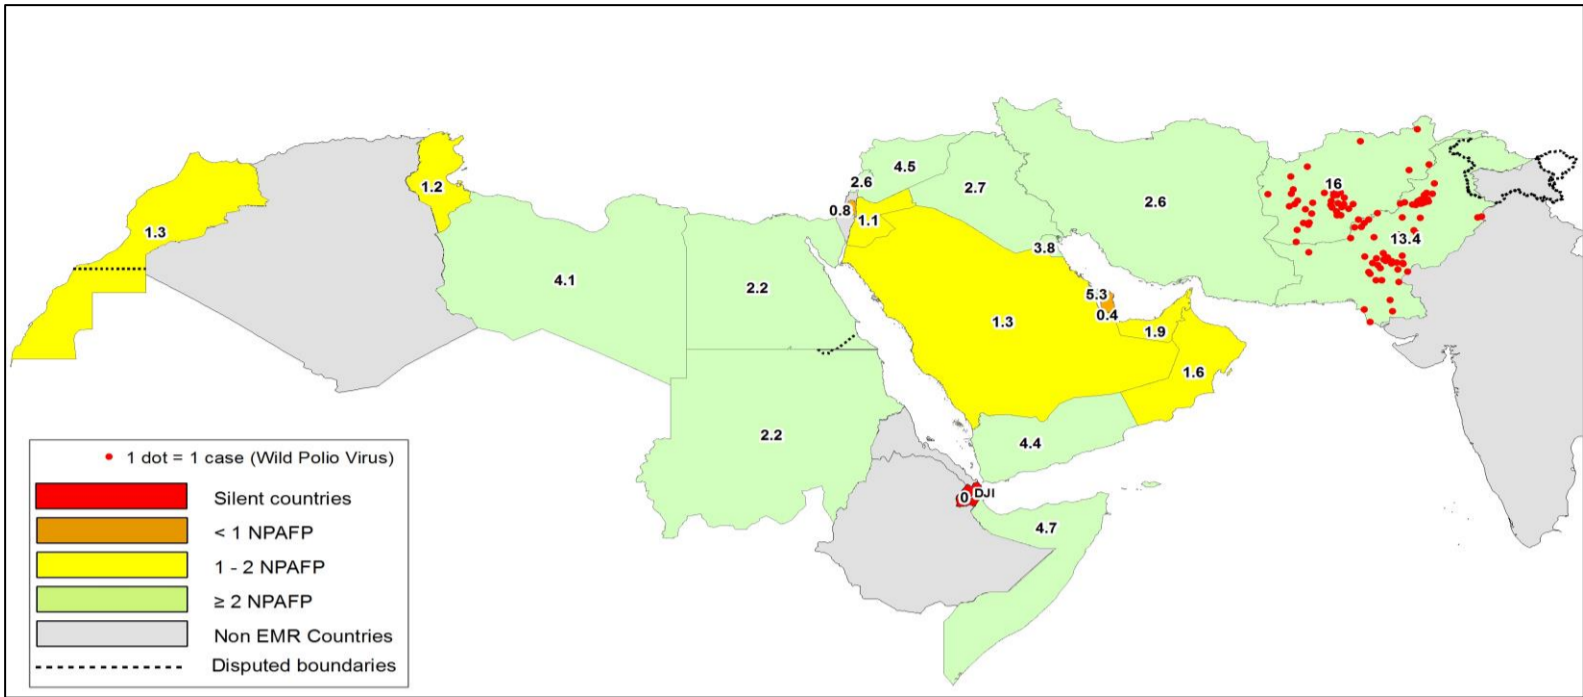 16
4.5
2.6
2.7
1.2
2.6
0.8
1.1
1.3
13.4
3.8
4.1
2.2
5.3
0.4
1.3
1.9
1.6
2.2
4.4
DJI
0
4.7
1 dot = 1 case (Wild Polio Virus)
Silent countries
< 1 NPAFP
1 - 2 NPAFP
≥ 2 NPAFP
Non EMR Countries
Disputed boundaries